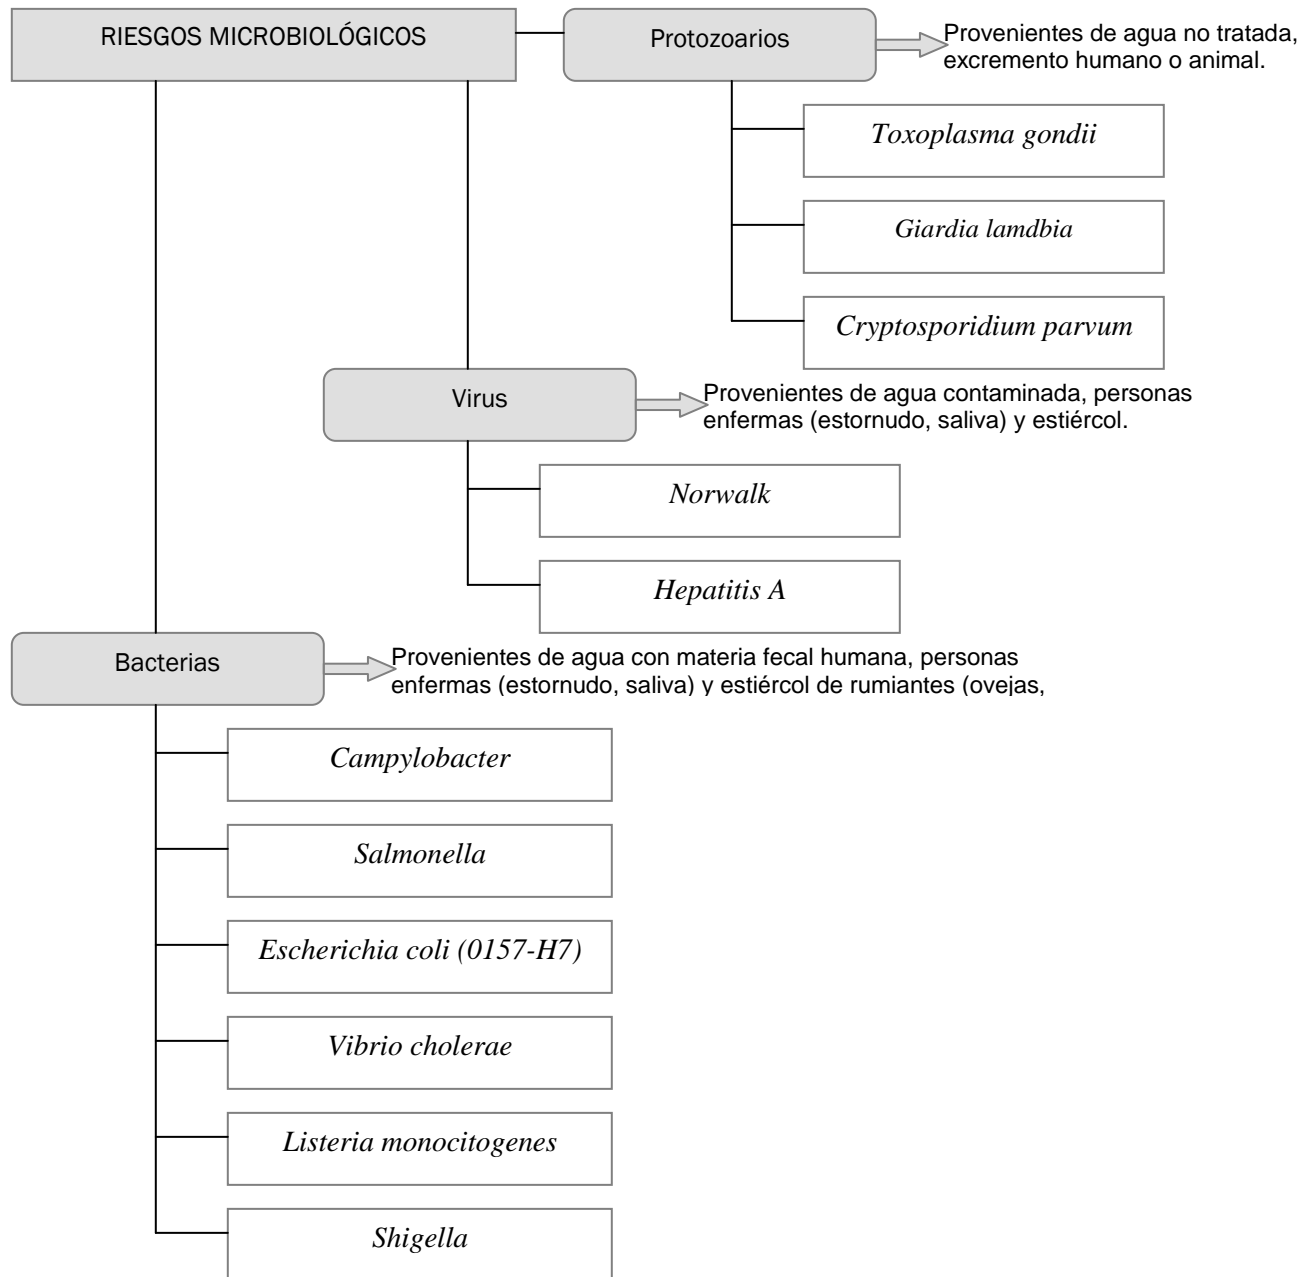 RIESGOS MICROBIOLÓGICOS
Protozoarios
Provenientes de agua no tratada,
excremento humano o animal.
Toxoplasma gondii
Giardia lamdbia
Cryptosporidium parvum
Virus
Provenientes de agua contaminada, personas
enfermas (estornudo, saliva) y estiércol.
Norwalk
Hepatitis A
Bacterias
Provenientes de agua con materia fecal humana, personas
enfermas (estornudo, saliva) y estiércol de rumiantes (ovejas,
Campylobacter
Salmonella
Escherichia coli (0157-H7)
Vibrio cholerae
Listeria monocitogenes
Shigella